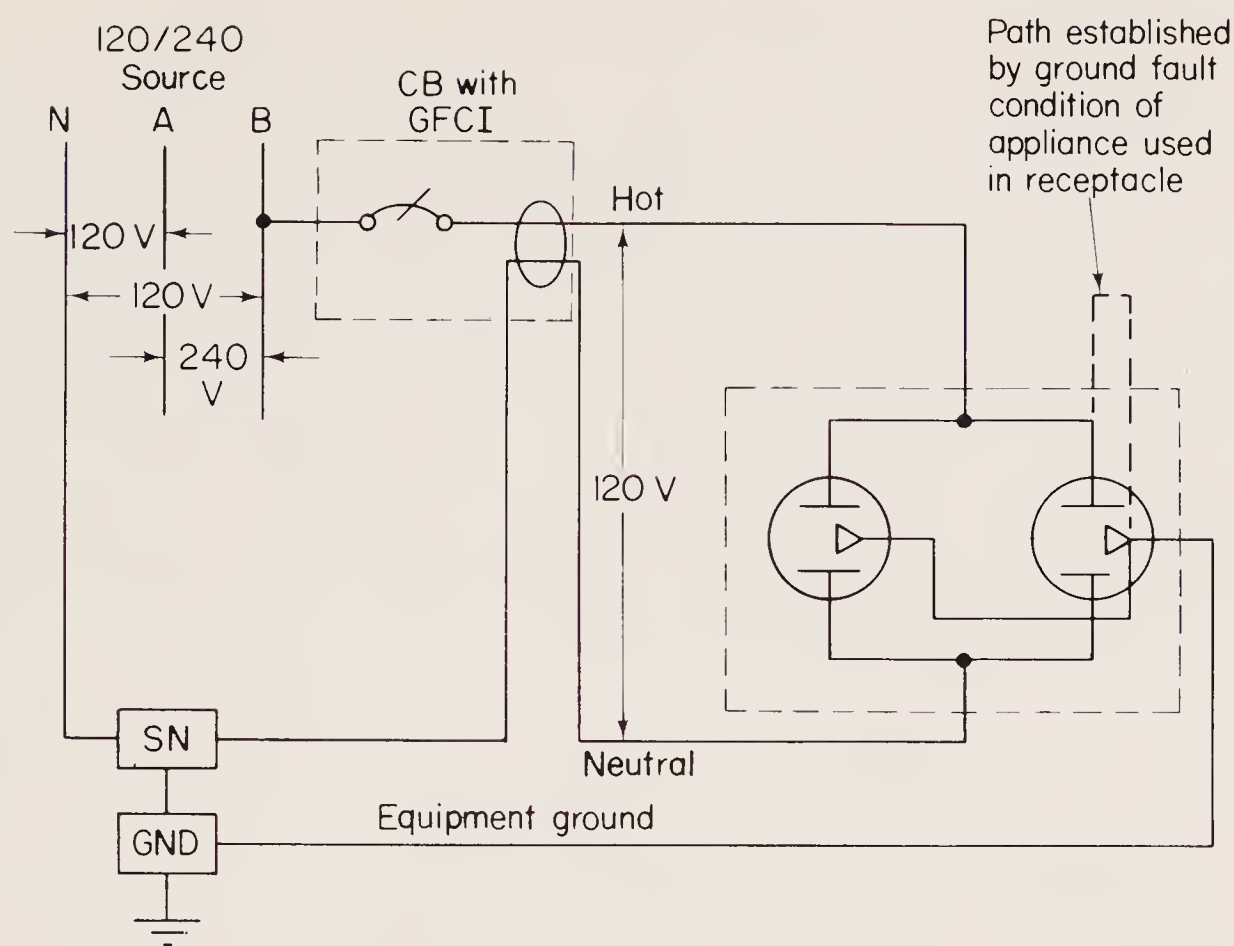 120/240
Source
N A B
CB with
GFCI
Path established
by ground fault
condition of
appliance used
in receptacle
Hot
120 V
120 V
240
V
120 V
SN
Neutral
Equipment ground
GND